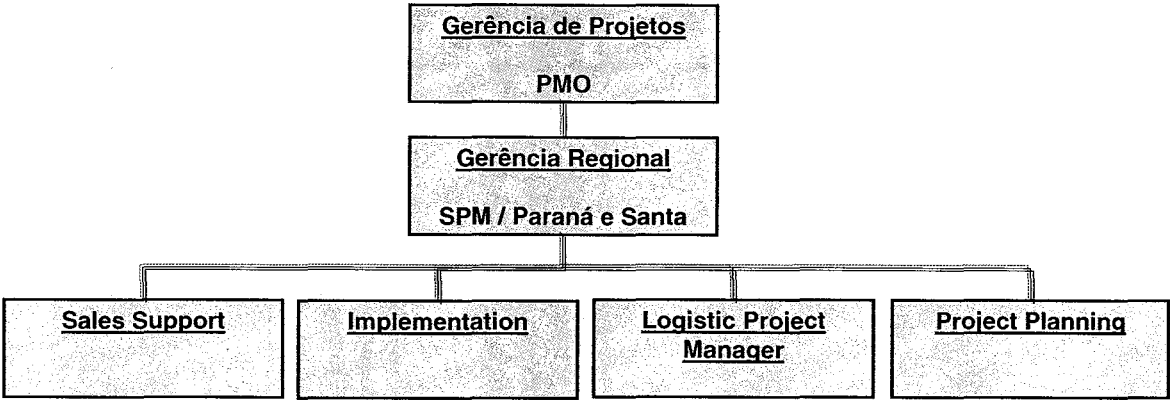 Gerência de Projetos
PMO
Gerência Regional
SPM / Paraná e Santa
Sales Support
Implementation
Logistic Project
Manager
Project Planning